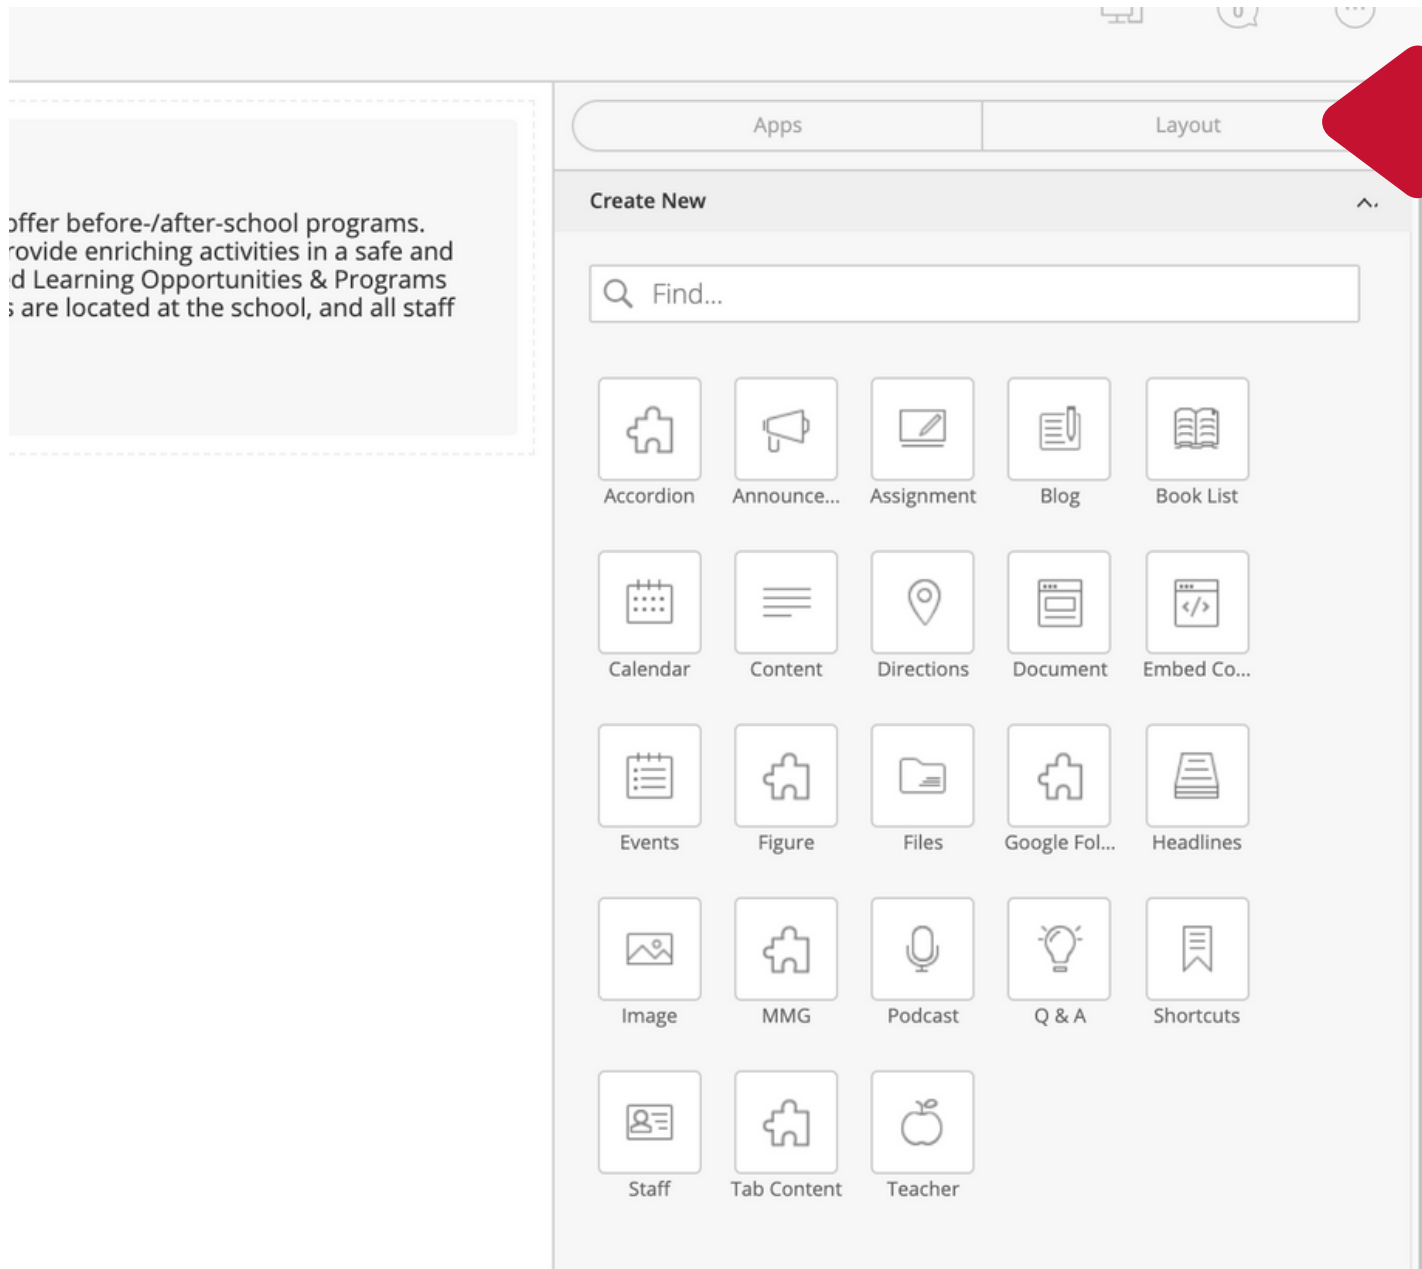 0
Apps
Layout
offer before-/after-school programs.
rovide enriching activities in a safe and
d Learning Opportunities & Programs
are located at the school, and all staff
Create New
Find...
Accordion
Announce...
Assignment
Blog
Book List
Calendar
Content
Directions
Document
Embed Co...
Events
Figure
Files
Google Fol...
Headlines
Image
MMG
Podcast
Q & A
Shortcuts
Staff
Tab Content
Teacher